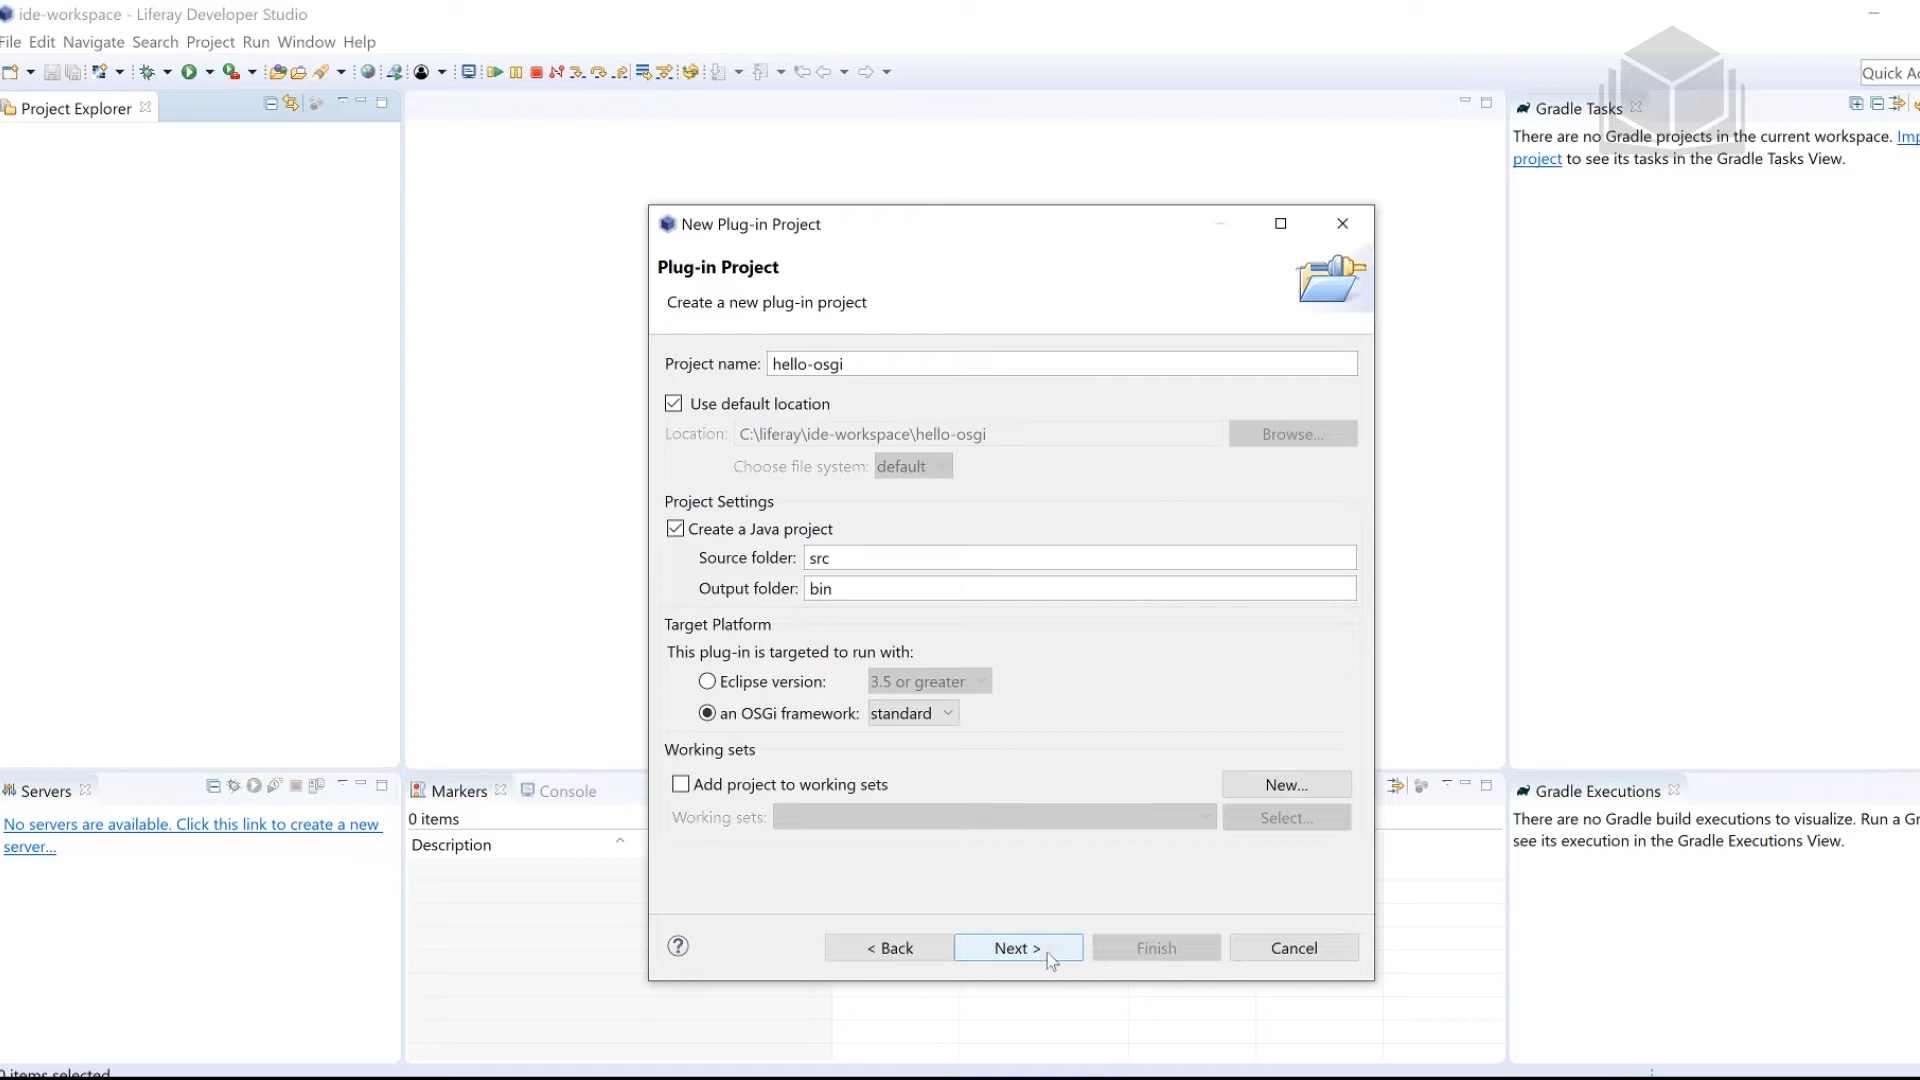 ide-workspace - Liferay Developer Studio
File Edit Navigate Search Project Run Window Help
Quick
Project Explorer
Gradle Tasks
There are no Gradle projects in the current workspace.
project to see its tasks in the Gradle Tasks View.
New Plug-in Project
Plug-in Project
Create a new plug-in project
Project name: hello-osgi
Use default location
Location: C:\liferay\ide-workspace\hello-osgi Browse...
Choose file system: default
Project Settings
Create a Java project
Source folder: src
Output folder: bin
Target Platform
This plug-in is targeted to run with:
Eclipse version: 3.5 or greater
an OSGi framework: standard
Working sets
Add project to working sets New...
Working sets: Select...
< Back Next > Finish Cancel
Servers
No servers are available. Click this link to create a new
server...
Markers Console
0 items
Description
Gradle Executions
There are no Gradle build executions to visualize. Run a
see its execution in the Gradle Executions View.
0 items selected